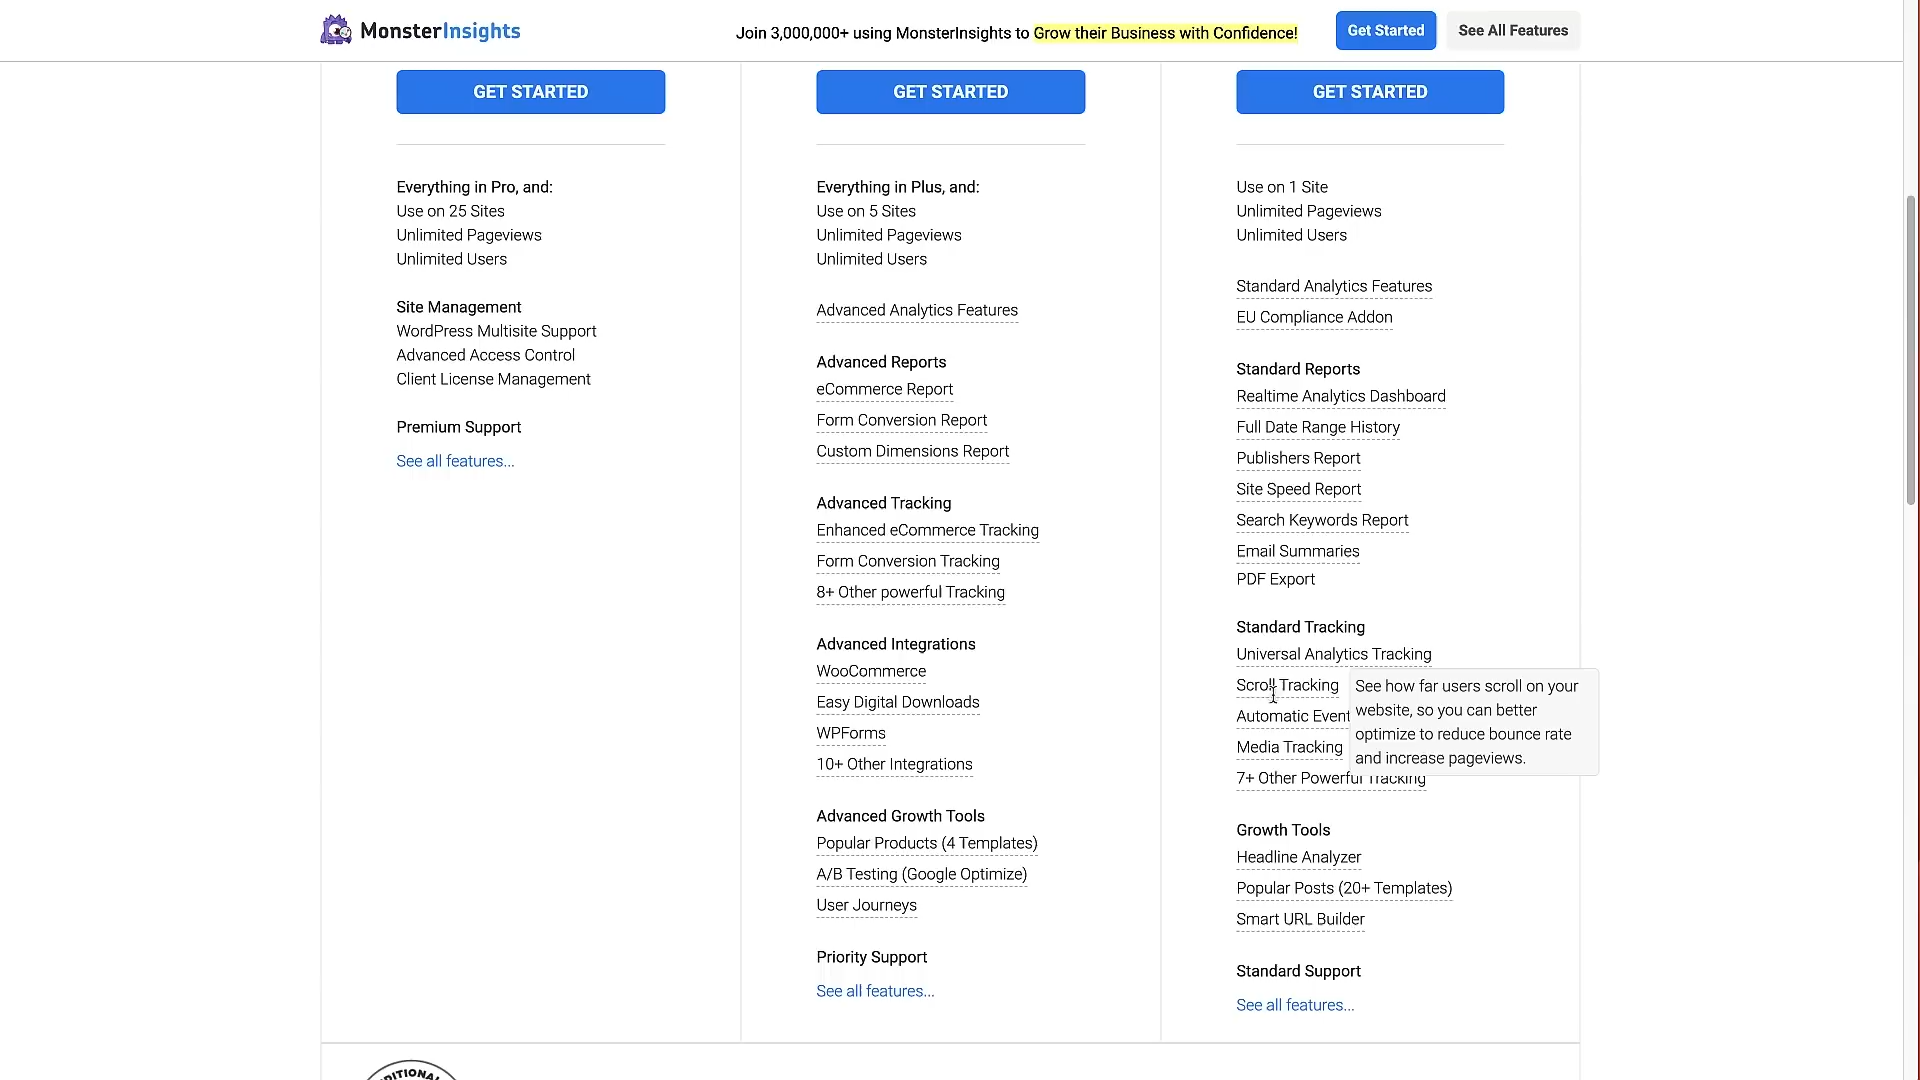 MonsterInsights
Join 3,000,000+ using MonsterInsights to Grow their Business with Confidence!
Get Started
See All Features
GET STARTED
Everything in Pro, and:
Use on 25 Sites
Unlimited Pageviews
Unlimited Users
Site Management
WordPress Multisite Support
Advanced Access Control
Client License Management
Premium Support
See all features...
GET STARTED
Everything in Plus, and:
Use on 5 Sites
Unlimited Pageviews
Unlimited Users
Advanced Analytics Features
Advanced Reports
eCommerce Report
Form Conversion Report
Custom Dimensions Report
Advanced Tracking
Enhanced eCommerce Tracking
Form Conversion Tracking
8+ Other powerful Tracking
Advanced Integrations
WooCommerce
Easy Digital Downloads
WPForms
10+ Other Integrations
Advanced Growth Tools
Popular Products (4 Templates)
A/B Testing (Google Optimize)
User Journeys
Priority Support
See all features...
GET STARTED
Use on 1 Site
Unlimited Pageviews
Unlimited Users
Standard Analytics Features
EU Compliance Addon
Standard Reports
Realtime Analytics Dashboard
Full Date Range History
Publishers Report
Site Speed Report
Search Keywords Report
Email Summaries
PDF Export
Standard Tracking
Universal Analytics Tracking
Scroll Tracking
Automatic Event
Media Tracking
7+ Other Powerful Tracking
See how far users scroll on your
website, so you can better
optimize to reduce bounce rate
and increase pageviews.
Growth Tools
Headline Analyzer
Popular Posts (20+ Templates)
Smart URL Builder
Standard Support
See all features...